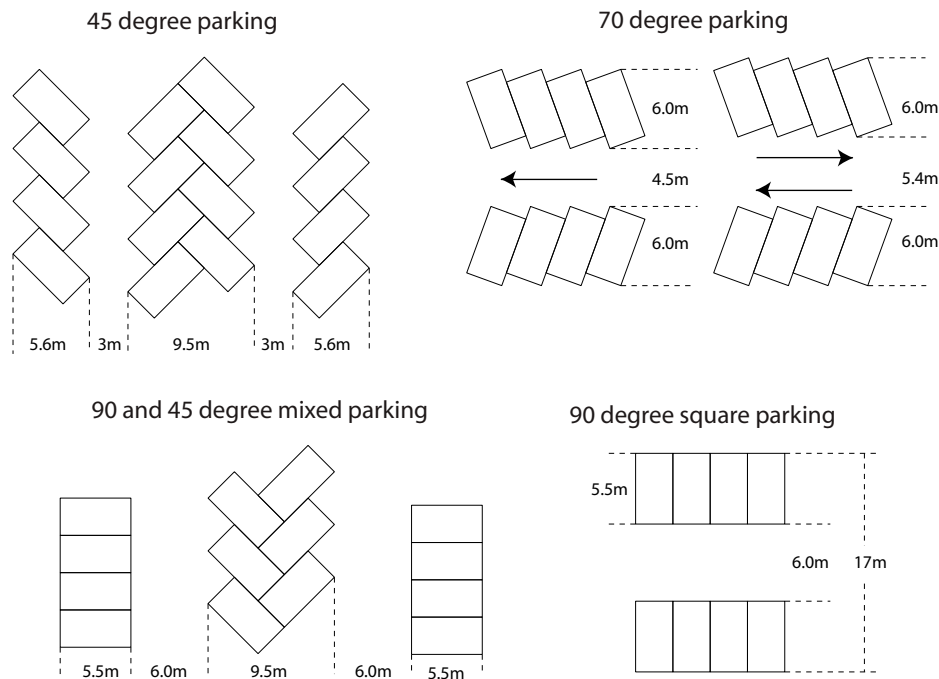 45 degree parking
5.6m 3m 9.5m 3m 5.6m
70 degree parking
6.0m 6.0m
4.5m 5.4m
6.0m 6.0m
90 and 45 degree mixed parking
5.5m 6.0m 9.5m 6.0m 5.5m
90 degree square parking
5.5m
6.0m 17m